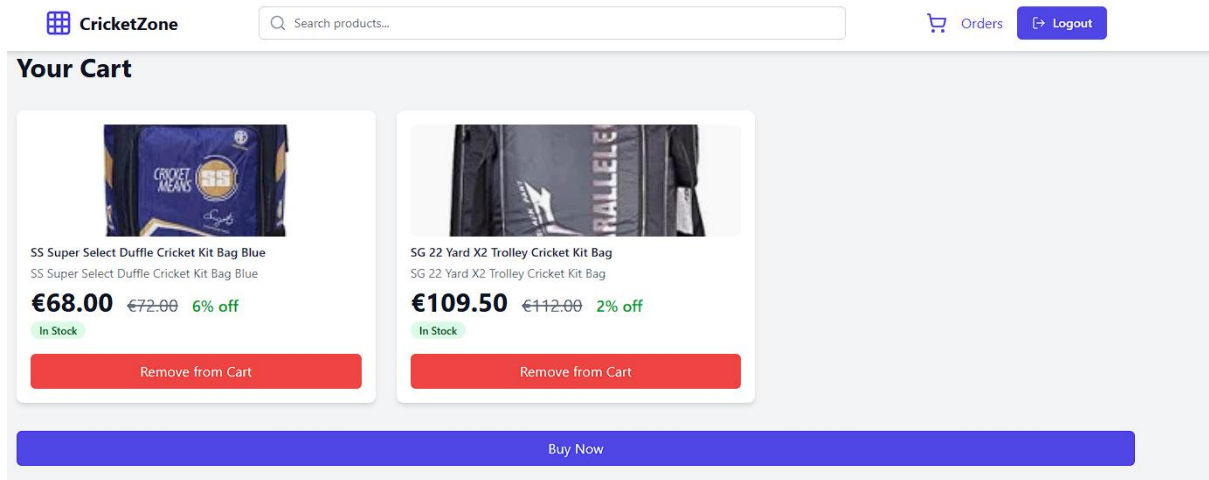 CricketZone
Search products...
Orders
Logout
Your Cart
CRICKET
MEANS
SS
SS Super Select Duffle Cricket Kit Bag Blue
SS Super Select Duffle Cricket Kit Bag Blue
€68.00 €72.00 6% off
In Stock
Remove from Cart
SG 22 Yard X2 Trolley Cricket Kit Bag
SG 22 Yard X2 Trolley Cricket Kit Bag
€109.50 €112.00 2% off
In Stock
Remove from Cart
Buy Now